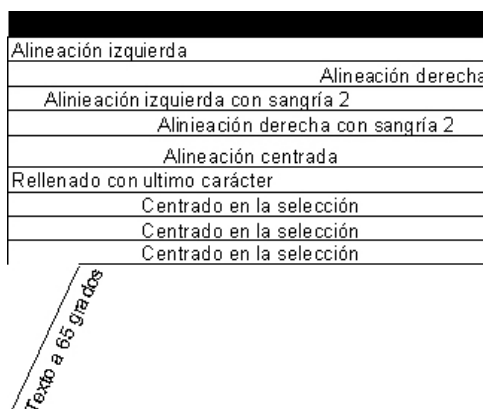 Alineación izquierda
Alineación derecha
Alinieación izquierda con sangría 2
Alinieación derecha con sangría 2
Alineación centrada
Rellenado con ultimo carácter
Centrado en la selección
Centrado en la selección
Centrado en la selección
Texto a 65 grados